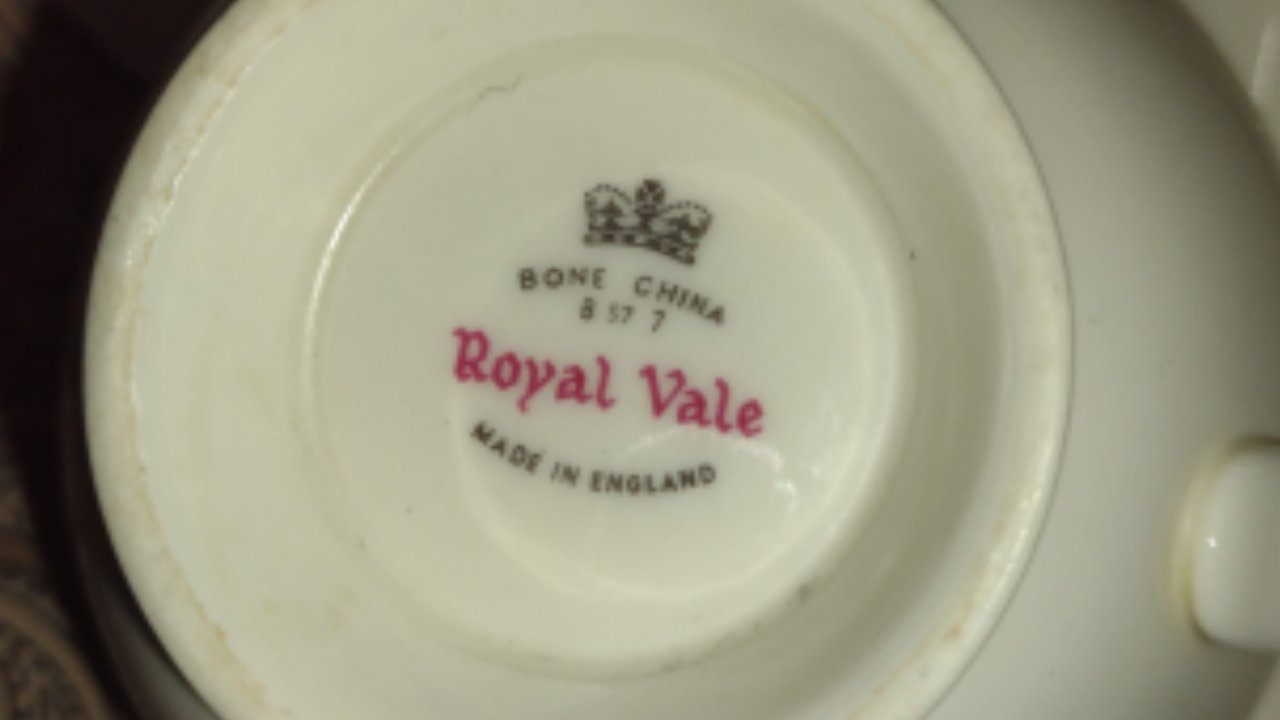 BONE CHINA
8 57 7
Royal Vale
MADE IN ENGLAND